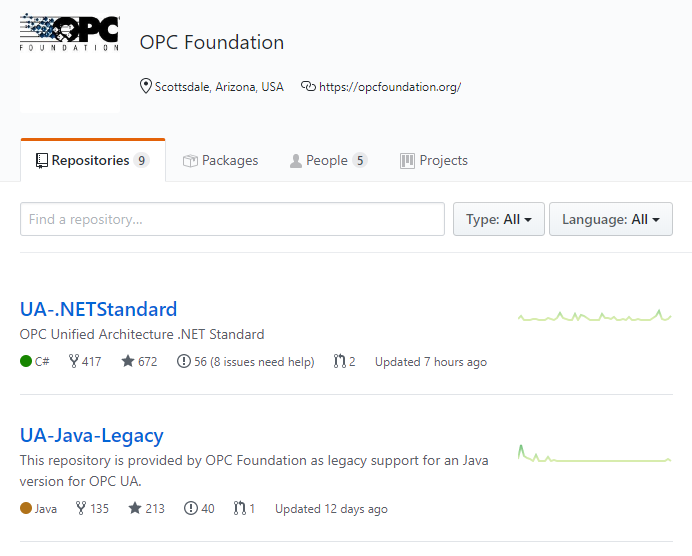 OPC
FOUNDATION
OPC Foundation
Scottsdale, Arizona, USA https://opcfoundation.org/
Repositories 9 Packages People 5 Projects
Find a repository… Type: All Language: All
UA-.NETStandard
OPC Unified Architecture .NET Standard
C# 417 672 56 (8 issues need help) 2 Updated 7 hours ago
UA-Java-Legacy
This repository is provided by OPC Foundation as legacy support for an Java
version for OPC UA.
Java 135 213 40 1 Updated 12 days ago